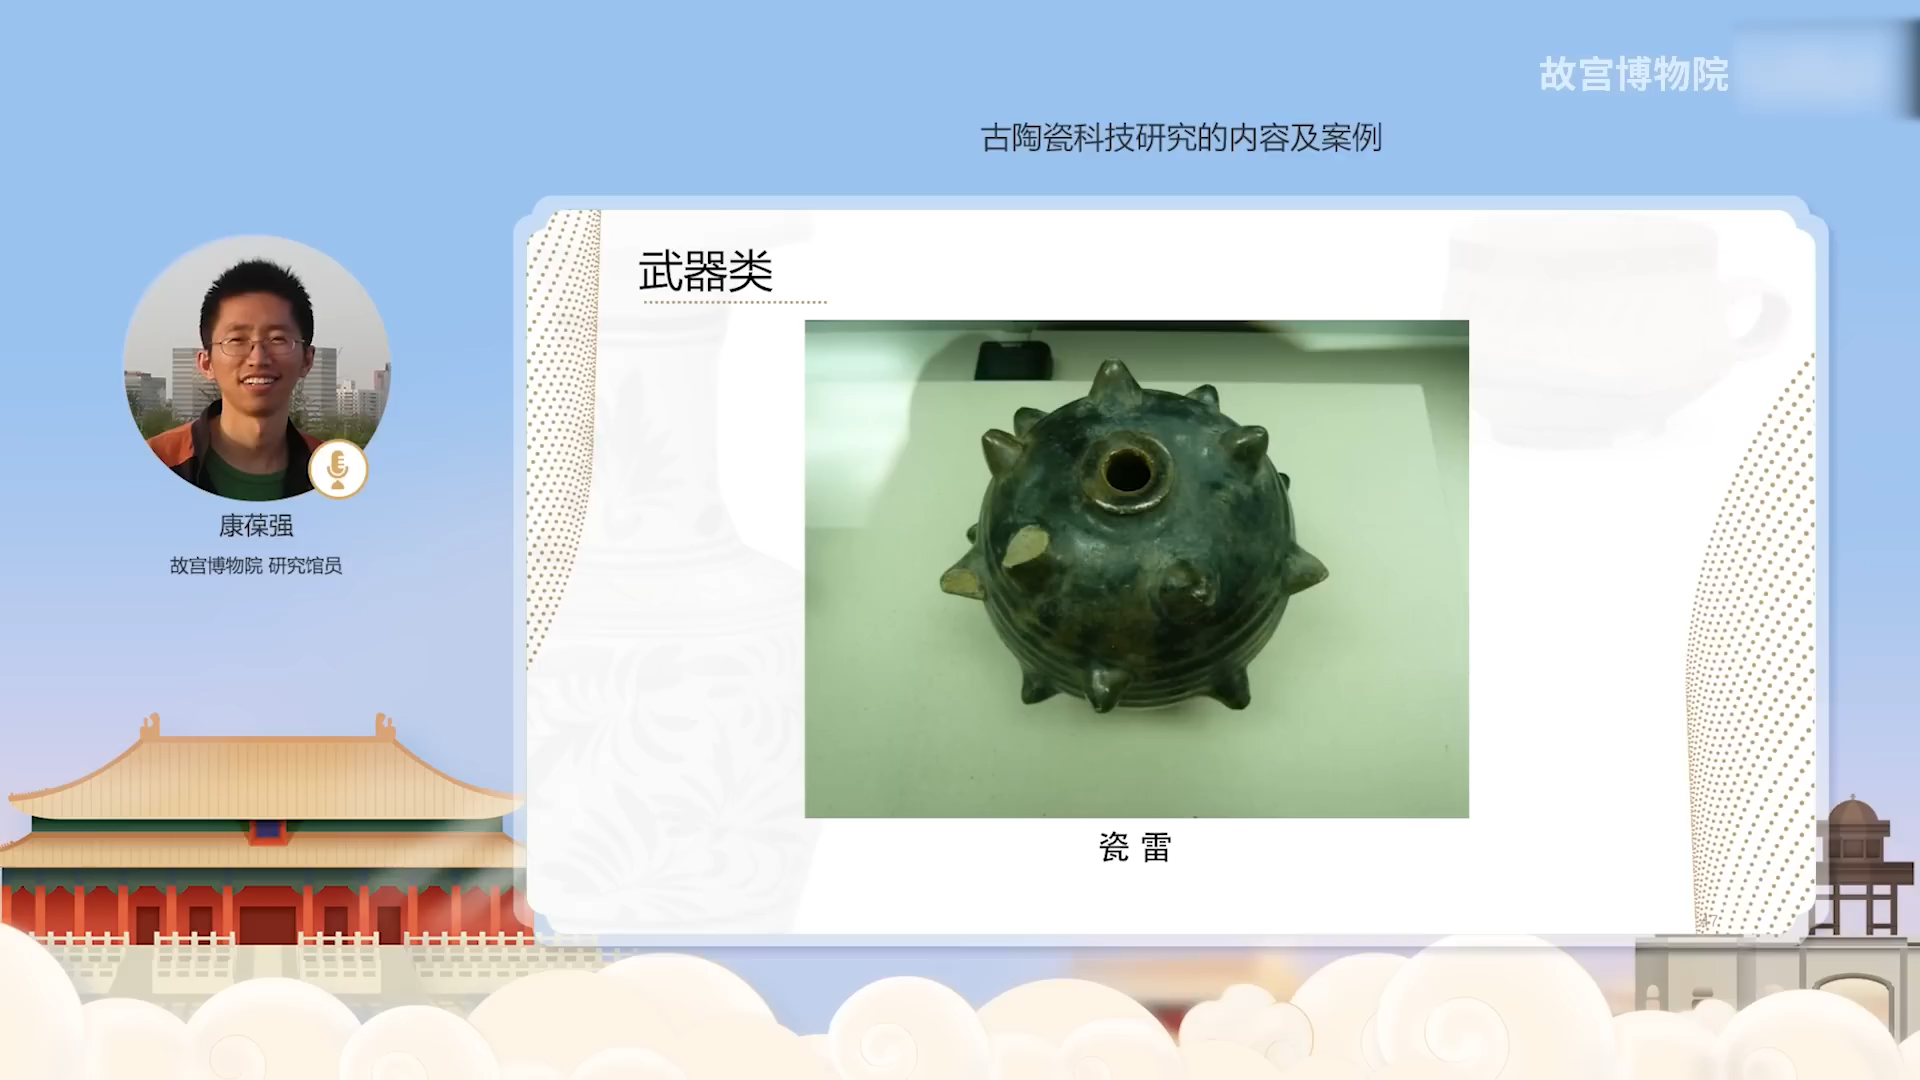 故宫博物院
古陶瓷科技研究的内容及案例
武器类
瓷雷
康葆强
故宫博物院 研究馆员
47